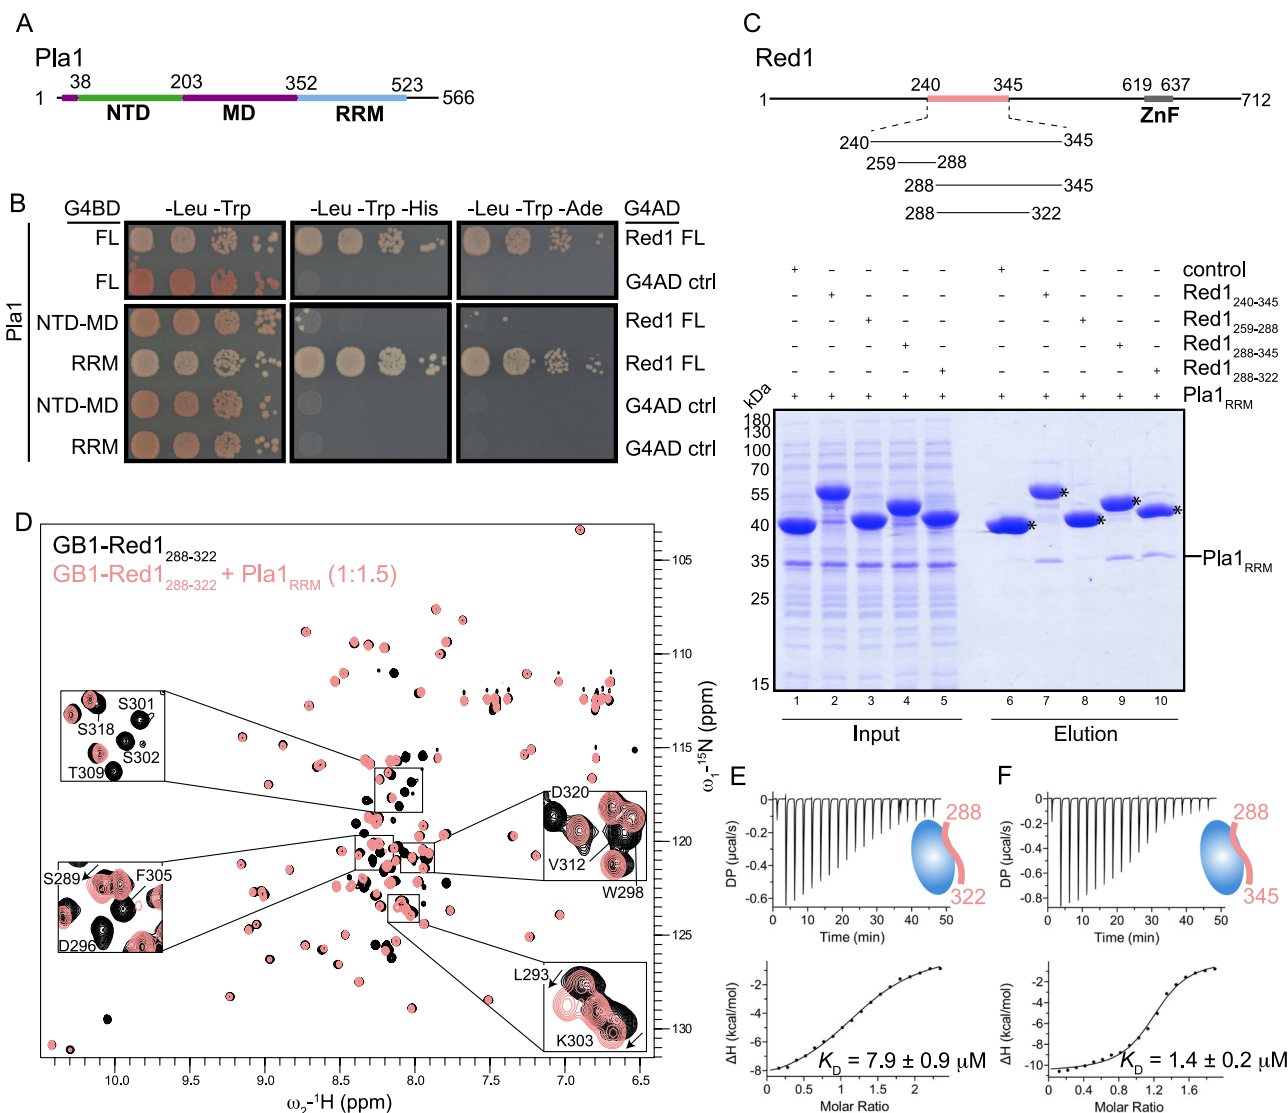 A
Pla1
1 38 203 352 523 566
NTD MD RRM
B
G4BD -Leu -Trp -Leu -Trp -His -Leu -Trp -Ade G4AD
Pla1
FL Red1 FL
FL G4AD ctrl
NTD-MD Red1 FL
RRM Red1 FL
NTD-MD G4AD ctrl
RRM G4AD ctrl
C
Red1
1 240 345 619 637 712
ZnF
240 345
259 288
288 345
288 322
+ – – – – + – – – – control
– + – – – – + – – – Red1240-345
– – + – – – – + – – Red1259-288
– – – + – – – – + – Red1288-345
– – – – + – – – – + Red1288-322
+ + + + + + + + + + Pla1RRM
kDa
180
130
100
70
55
40
35
25
15
* * * * *
Pla1RRM
1 2 3 4 5 6 7 8 9 10
Input Elution
D
GB1-Red1288-322
GB1-Red1288-322 + Pla1RRM (1:1.5)
S301
S318
S302
T309
S289
F305
D296
D320
V312
W298
L293
K303
105
110
115
120
125
130
ω1-15N (ppm)
10.0 9.5 9.0 8.5 8.0 7.5 7.0 6.5
ω2-1H (ppm)
E
0
-0.2
-0.4
-0.6
DP (μcal/s)
288
322
0 10 20 30 40 50
Time (min)
0
-2
-4
-6
-8
ΔH (kcal/mol)
KD = 7.9 ± 0.9 μM
0 0.5 1 1.5 2
Molar Ratio
F
0
-0.2
-0.4
-0.6
-0.8
DP (μcal/s)
288
345
0 10 20 30 40 50
Time (min)
0
-2
-4
-6
-8
-10
ΔH (kcal/mol)
KD = 1.4 ± 0.2 μM
0 0.4 0.8 1.2 1.6
Molar Ratio